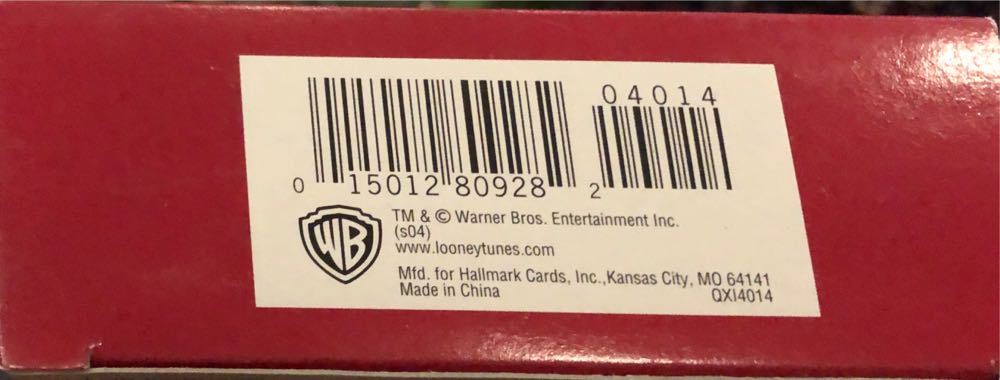 04014
0 15012 80928 2
WB
TM & © Warner Bros. Entertainment Inc.
(s04)
www.looneytunes.com
Mfd. for Hallmark Cards, Inc.,Kansas City, MO 64141
Made in China QXI4014